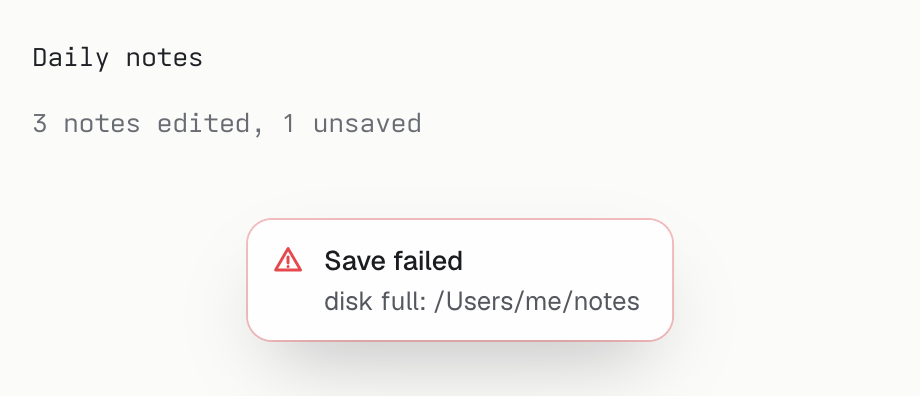 Daily notes
3 notes edited, 1 unsaved
Save failed
disk full: /Users/me/notes